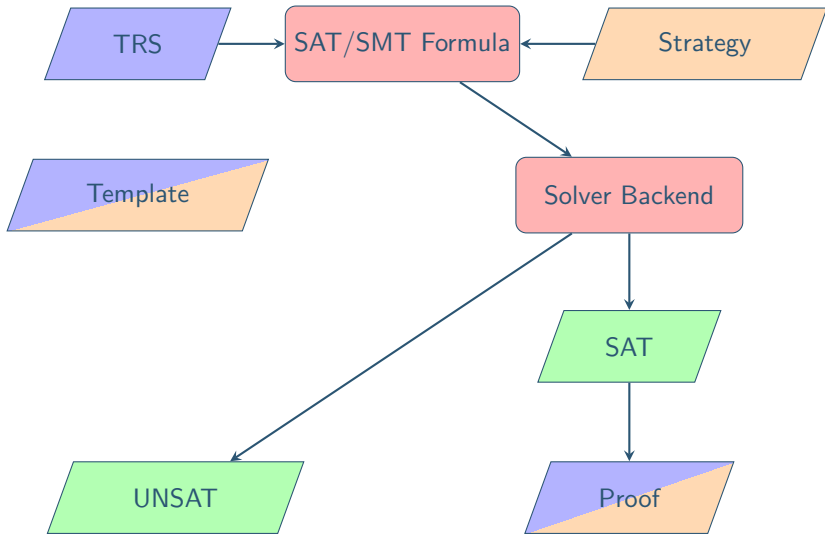 TRS
SAT/SMT Formula
Strategy
Template
Solver Backend
SAT
UNSAT
Proof